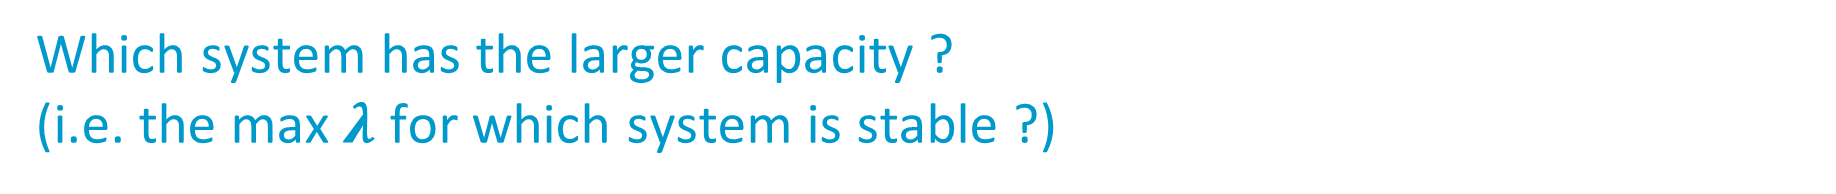 Which system has the larger capacity ?
(i.e. the max λ for which system is stable ?)